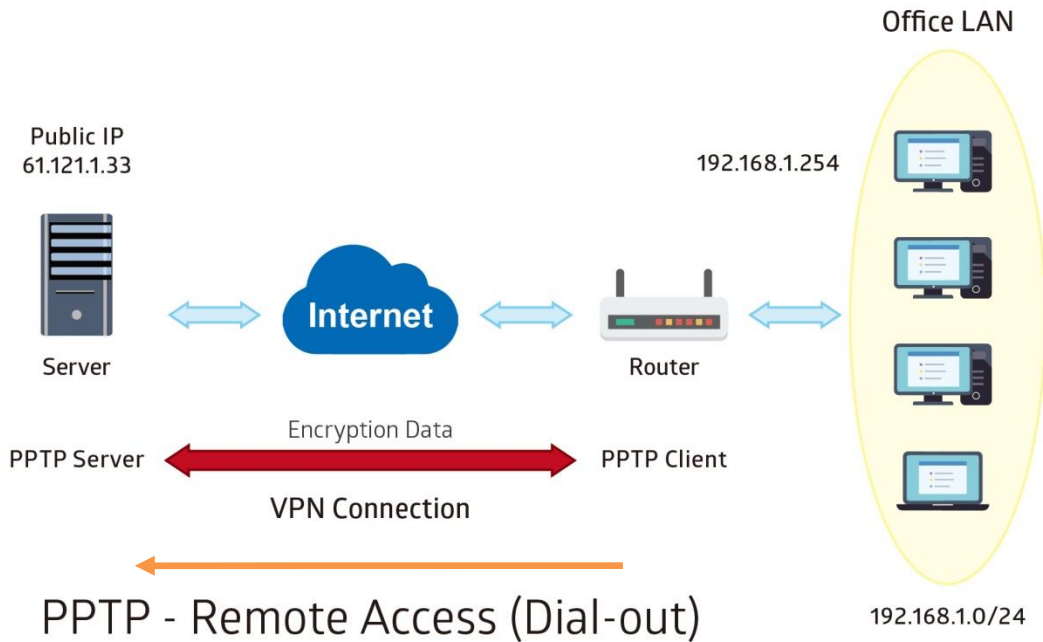 Office LAN
Public IP
61.121.1.33
192.168.1.254
Internet
Server
Router
Encryption Data
PPTP Server
PPTP Client
VPN Connection
PPTP - Remote Access (Dial-out)
192.168.1.0/24